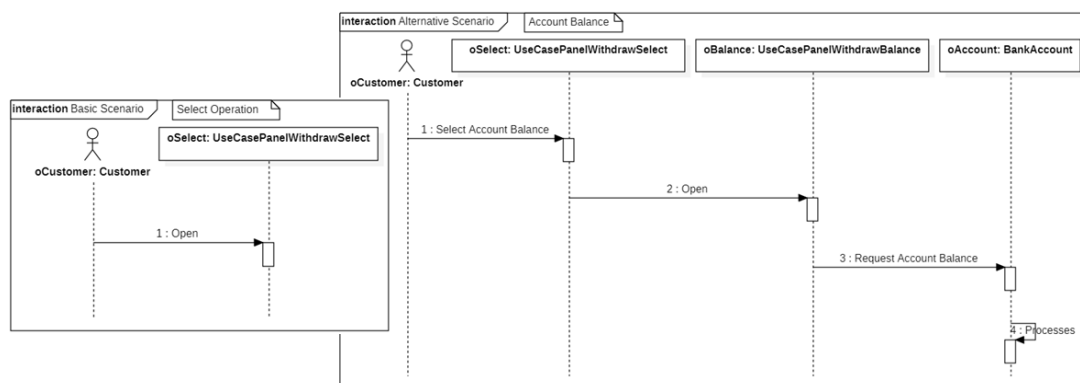 interaction Alternative Scenario
Account Balance
oSelect: UseCasePanelWithdrawSelect
oBalance: UseCasePanelWithdrawBalance
oAccount: BankAccount
oCustomer: Customer
1 : Select Account Balance
2 : Open
3 : Request Account Balance
4 : Processes
interaction Basic Scenario
Select Operation
oSelect: UseCasePanelWithdrawSelect
oCustomer: Customer
1 : Open